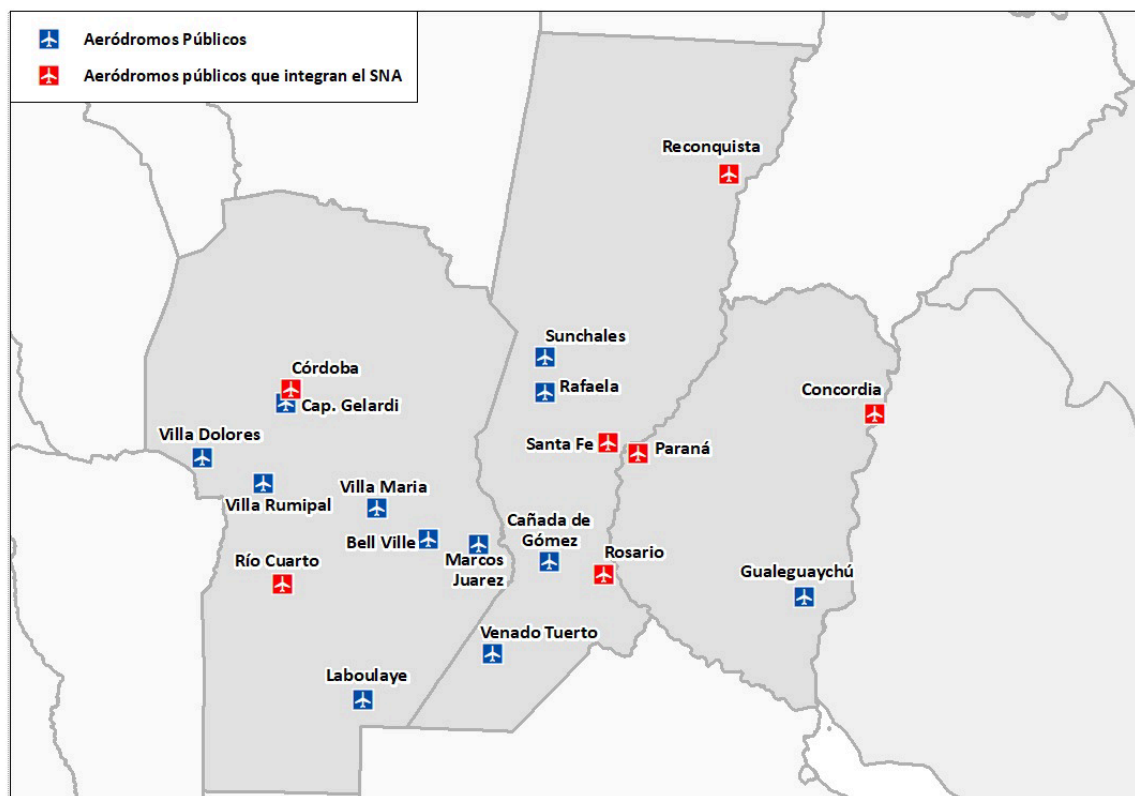 Aeródromos Públicos
Aeródromos públicos que integran el SNA
Reconquista
Sunchales
Rafaela
Córdoba
Cap. Gelardi
Concordia
Villa Dolores
Santa Fe
Paraná
Villa Rumipal
Villa Maria
Bell Ville
Marcos
Juarez
Cañada de
Gómez
Rosario
Río Cuarto
Gualeguaychú
Venado Tuerto
Laboulaye